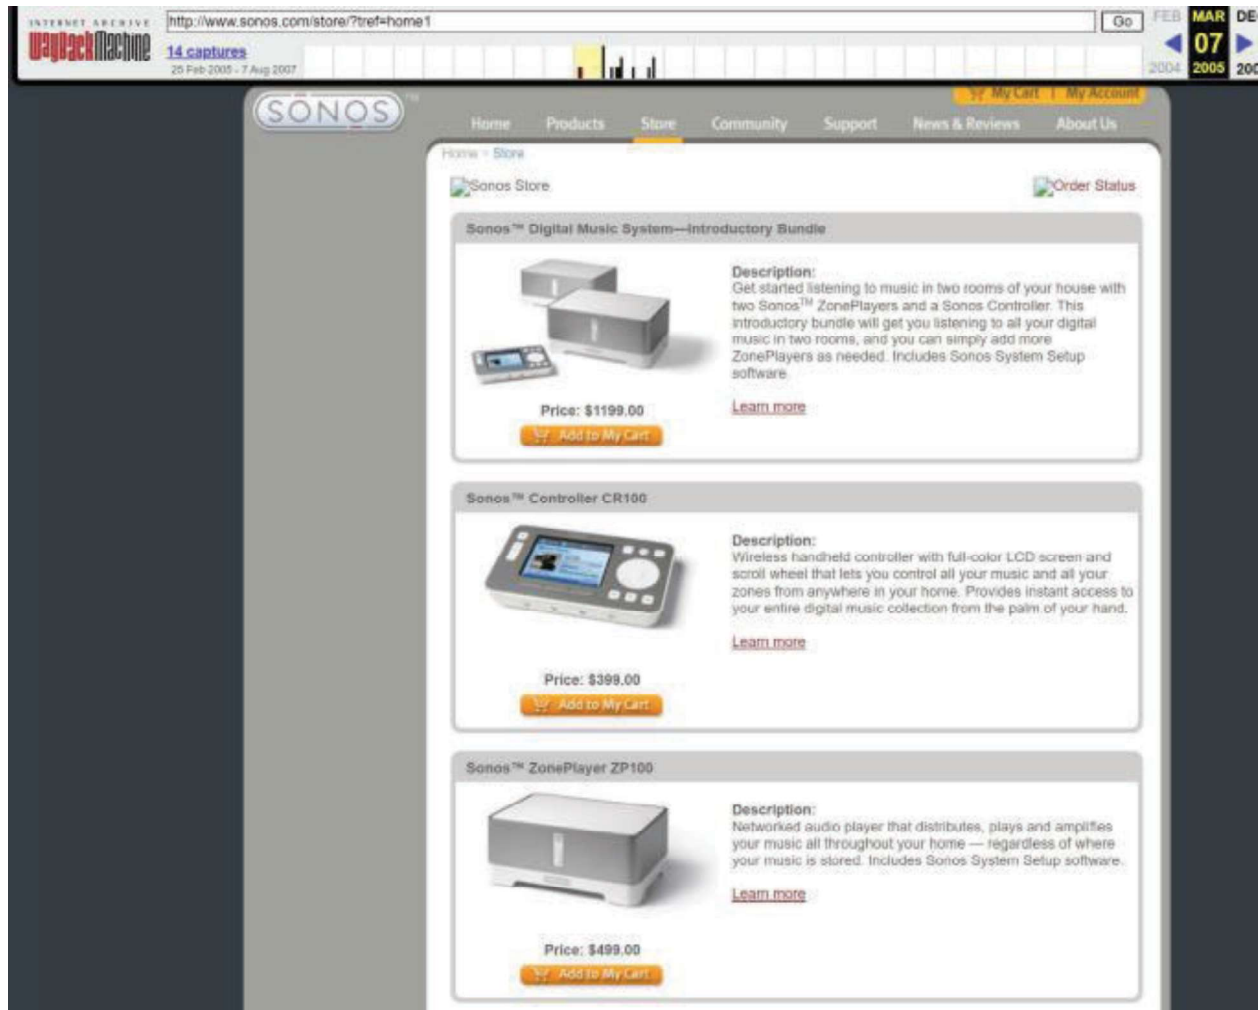 INTERNET ARCHIVE
WayBackMachine
http://www.sonos.com/store/?tref=home1
Go
FEB MAR DE
14 captures
07
25 Feb 2005 - 7 Aug 2007
2004 2005 200
SONOS™
My Cart | My Account
Home Products Store Community Support News & Reviews About Us
Home > Store
Sonos Store
Order Status
Sonos™ Digital Music System—Introductory Bundle
Description:
Get started listening to music in two rooms of your house with
two Sonos™ ZonePlayers and a Sonos Controller. This
introductory bundle will get you listening to all your digital
music in two rooms, and you can simply add more
ZonePlayers as needed. Includes Sonos System Setup
software.
Learn more
Price: $1199.00
Add to My Cart
Sonos™ Controller CR100
Description:
Wireless handheld controller with full-color LCD screen and
scroll wheel that lets you control all your music and all your
zones from anywhere in your home. Provides instant access to
your entire digital music collection from the palm of your hand.
Learn more
Price: $399.00
Add to My Cart
Sonos™ ZonePlayer ZP100
Description:
Networked audio player that distributes, plays and amplifies
your music all throughout your home — regardless of where
your music is stored. Includes Sonos System Setup software.
Learn more
Price: $499.00
Add to My Cart